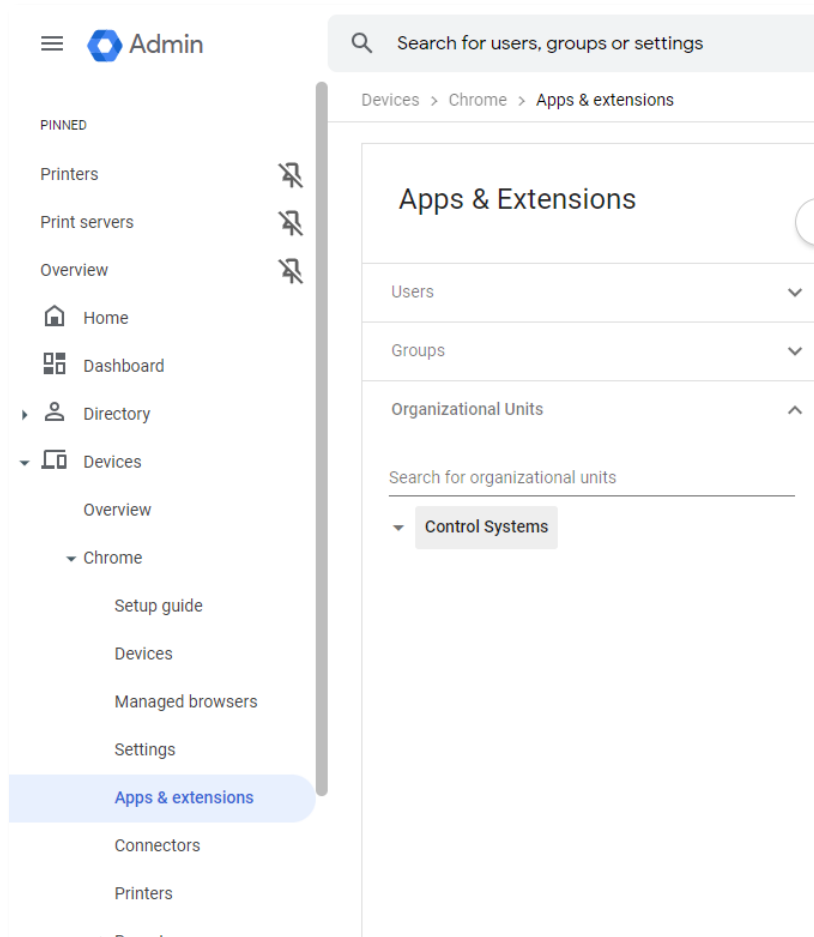 Admin
Search for users, groups or settings
Devices > Chrome > Apps & extensions
PINNED
Printers
Print servers
Overview
Home
Dashboard
Directory
Devices
Overview
Chrome
Setup guide
Devices
Managed browsers
Settings
Apps & extensions
Connectors
Printers
Apps & Extensions
Users
Groups
Organizational Units
Search for organizational units
Control Systems